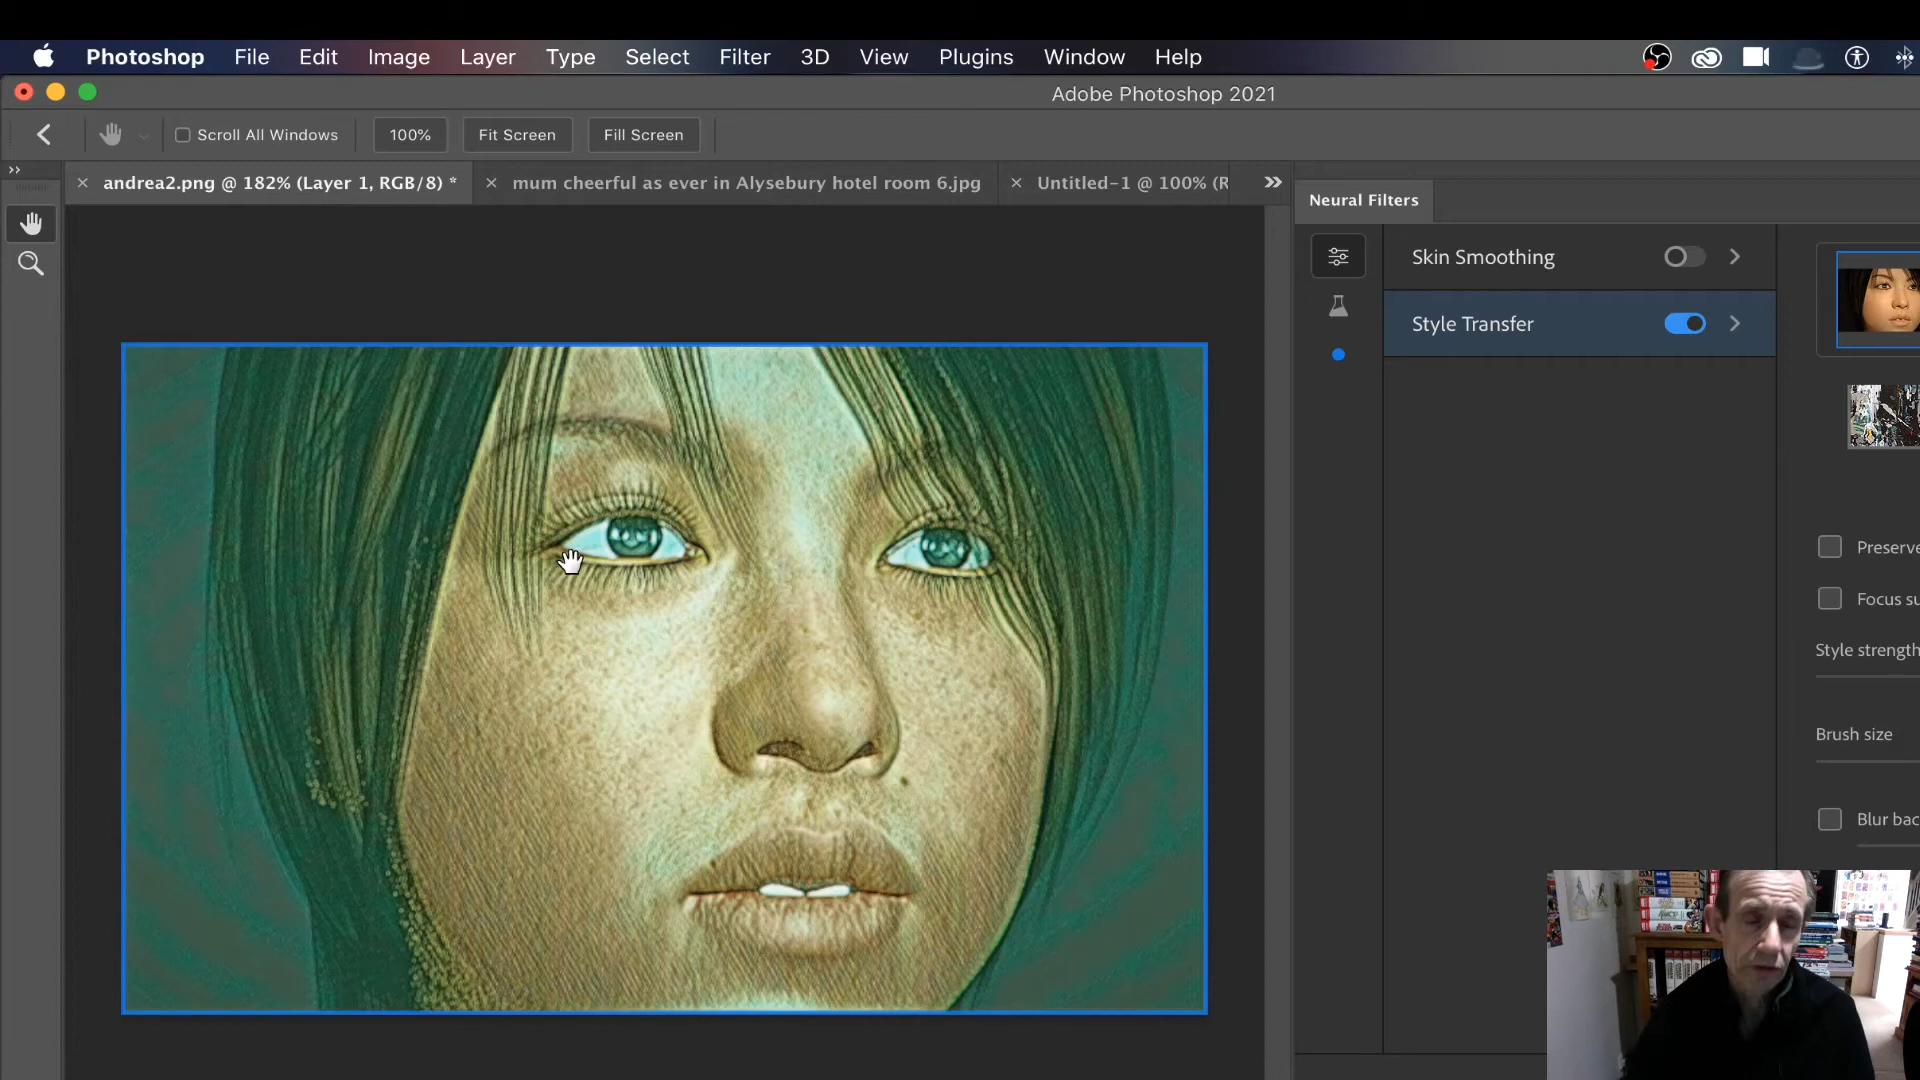 Photoshop File Edit Image Layer Type Select Filter 3D View Plugins Window Help
Adobe Photoshop 2021
Scroll All Windows 100% Fit Screen Fill Screen
andrea2.png @ 182% (Layer 1, RGB/8) * mum cheerful as ever in Alysebury hotel room 6.jpg Untitled-1 @ 100% (R
Neural Filters
Skin Smoothing
Style Transfer
Preserve
Focus su
Style strength
Brush size
Blur bac